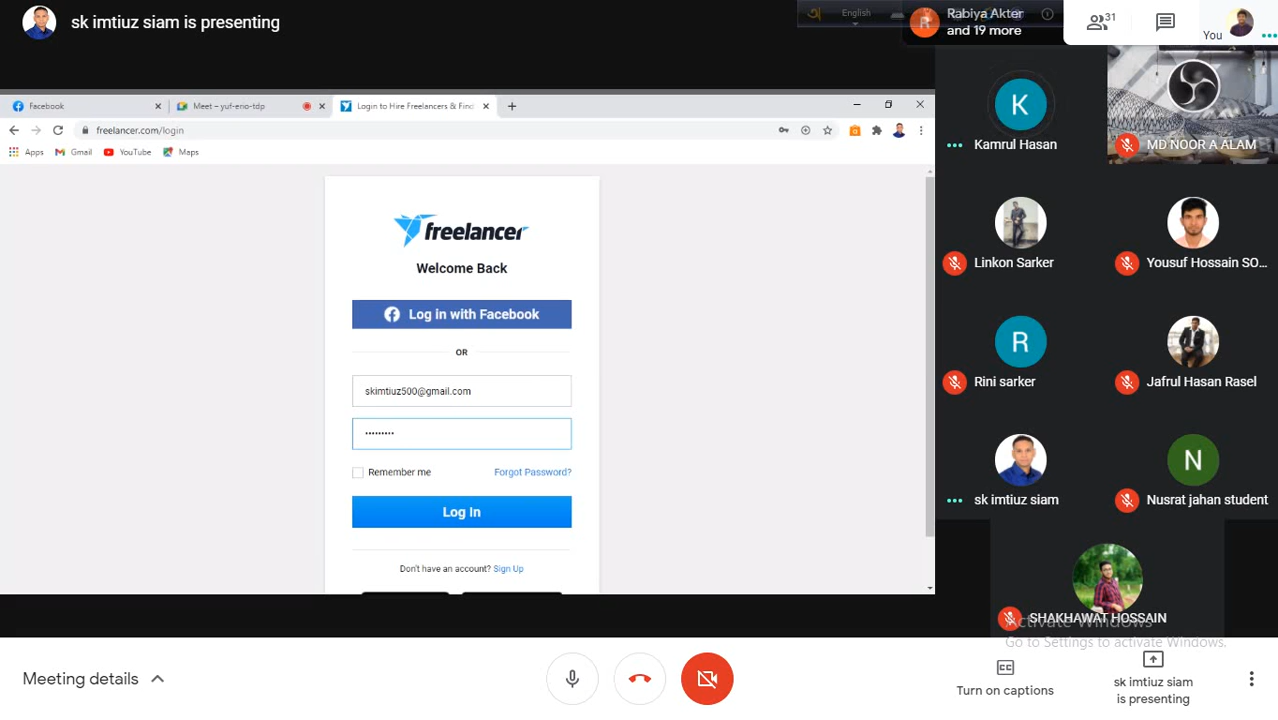 sk imtiuz siam is presenting
English
R
Rabiya Akter
and 19 more
31
You
Facebook
Meet – yuf-erio-tdp
Login to Hire Freelancers & Find
freelancer.com/login
Apps
Gmail
YouTube
Maps
freelancer
Welcome Back
Log in with Facebook
OR
skimtiuz500@gmail.com
•••••••••
Remember me
Forgot Password?
Log In
Don't have an account? Sign Up
K
Kamrul Hasan
MD NOOR A ALAM
Linkon Sarker
Yousuf Hossain SO...
R
Rini sarker
Jafrul Hasan Rasel
sk imtiuz siam
N
Nusrat jahan student
SHAKHAWAT HOSSAIN
Activate Windows
Go to Settings to activate Windows.
Meeting details
CC
Turn on captions
sk imtiuz siam
is presenting